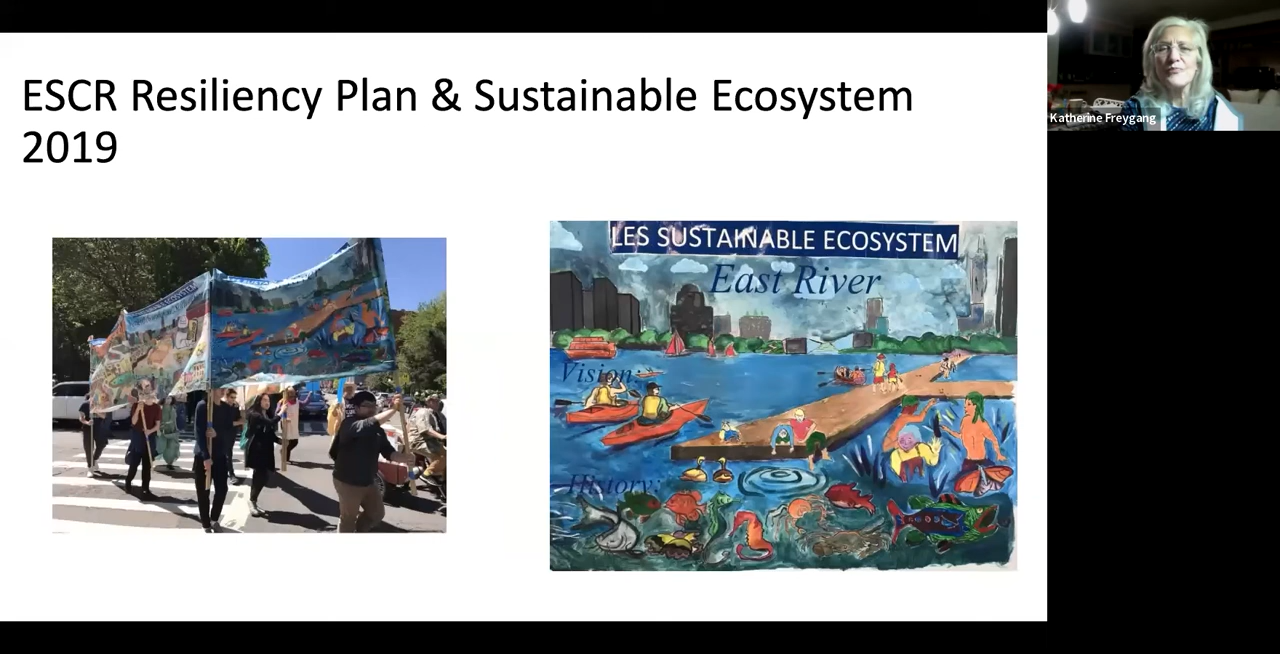 ESCR Resiliency Plan & Sustainable Ecosystem
2019
Katherine Freygang
LES SUSTAINABLE ECOSYSTEM
East River
Vision:
History: